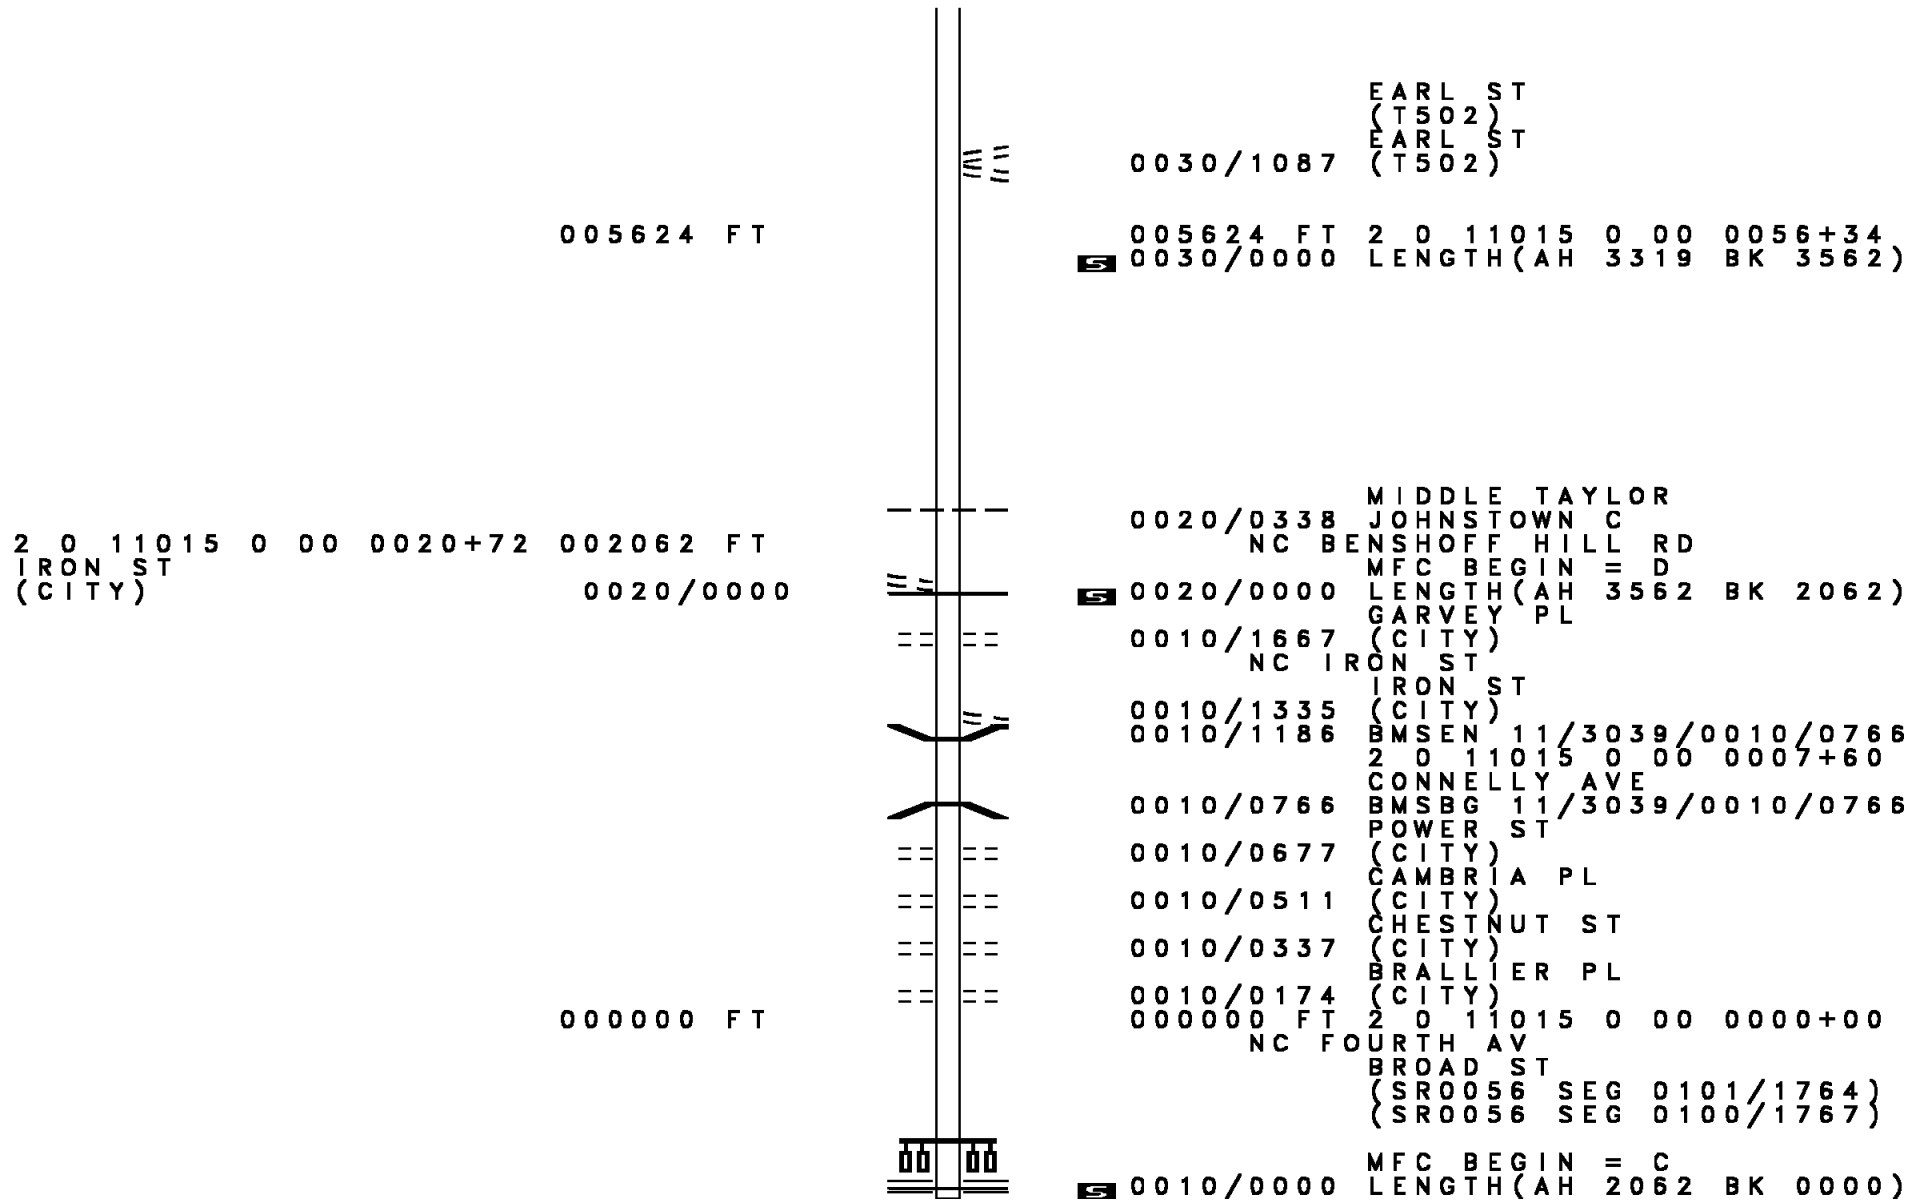 EARL ST
(T502)
EARL ST
0030/1087 (T502)
005624 FT 005624 FT 2 0 11015 0 00 0056+34
S 0030/0000 LENGTH(AH 3319 BK 3562)
MIDDLE TAYLOR
0020/0338 JOHNSTOWN C
2 0 11015 0 00 0020+72 002062 FT NC BENSHOFF HILL RD
IRON ST MFC BEGIN = D
(CITY) 0020/0000 S 0020/0000 LENGTH(AH 3562 BK 2062)
GARVEY PL
0010/1667 (CITY)
NC IRON ST
IRON ST
0010/1335 (CITY)
0010/1186 BMSEN 11/3039/0010/0766
2 0 11015 0 00 0007+60
CONNELLY AVE
0010/0766 BMSBG 11/3039/0010/0766
POWER ST
0010/0677 (CITY)
CAMBRIA PL
0010/0511 (CITY)
CHESTNUT ST
0010/0337 (CITY)
BRALLIER PL
0010/0174 (CITY)
000000 FT 000000 FT 2 0 11015 0 00 0000+00
NC FOURTH AV
BROAD ST
(SR0056 SEG 0101/1764)
(SR0056 SEG 0100/1767)
MFC BEGIN = C
S 0010/0000 LENGTH(AH 2062 BK 0000)